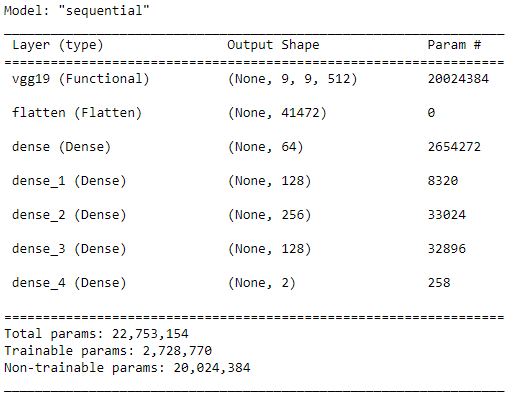 Model: "sequential"
_________________________________________________________________
Layer (type) Output Shape Param #
=================================================================
vgg19 (Functional) (None, 9, 9, 512) 20024384
flatten (Flatten) (None, 41472) 0
dense (Dense) (None, 64) 2654272
dense_1 (Dense) (None, 128) 8320
dense_2 (Dense) (None, 256) 33024
dense_3 (Dense) (None, 128) 32896
dense_4 (Dense) (None, 2) 258
=================================================================
Total params: 22,753,154
Trainable params: 2,728,770
Non-trainable params: 20,024,384
_________________________________________________________________